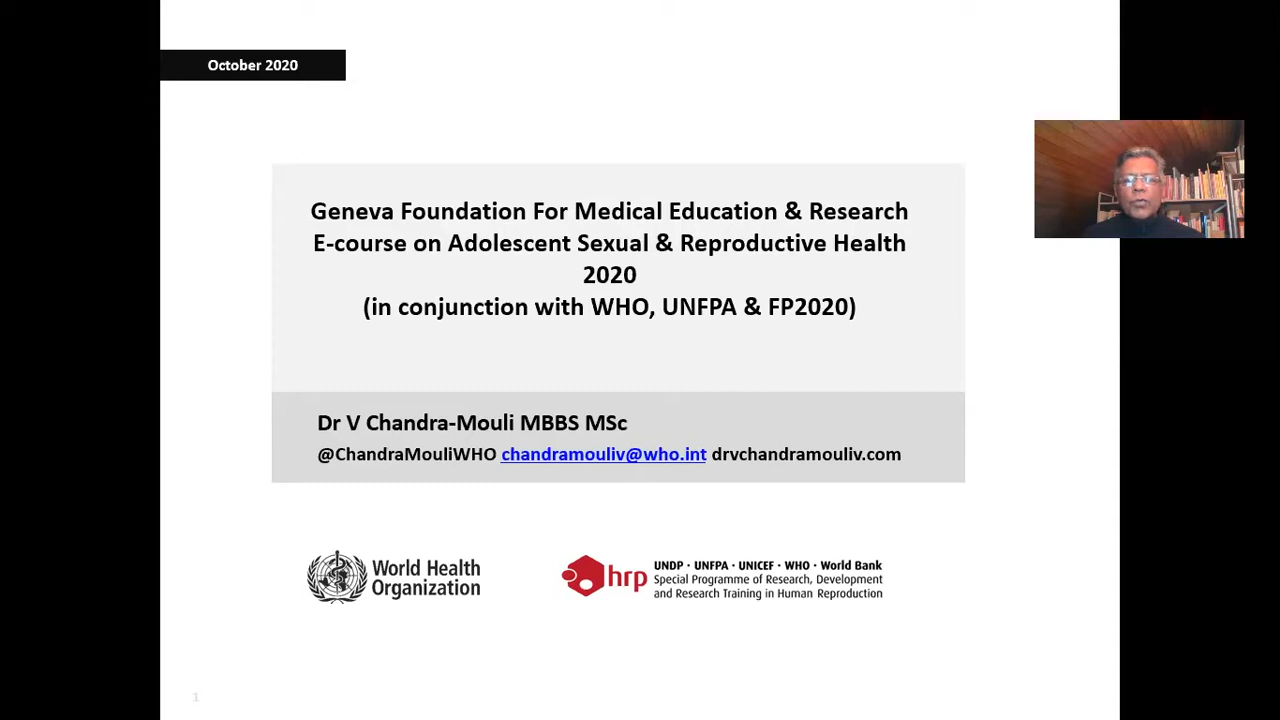 October 2020
Geneva Foundation For Medical Education & Research
E-course on Adolescent Sexual & Reproductive Health
2020
(in conjunction with WHO, UNFPA & FP2020)
Dr V Chandra-Mouli MBBS MSc
@ChandraMouliWHO chandramouliv@who.int drvchandramouliv.com
World Health
Organization
hrp
UNDP · UNFPA · UNICEF · WHO · World Bank
Special Programme of Research, Development
and Research Training in Human Reproduction
1